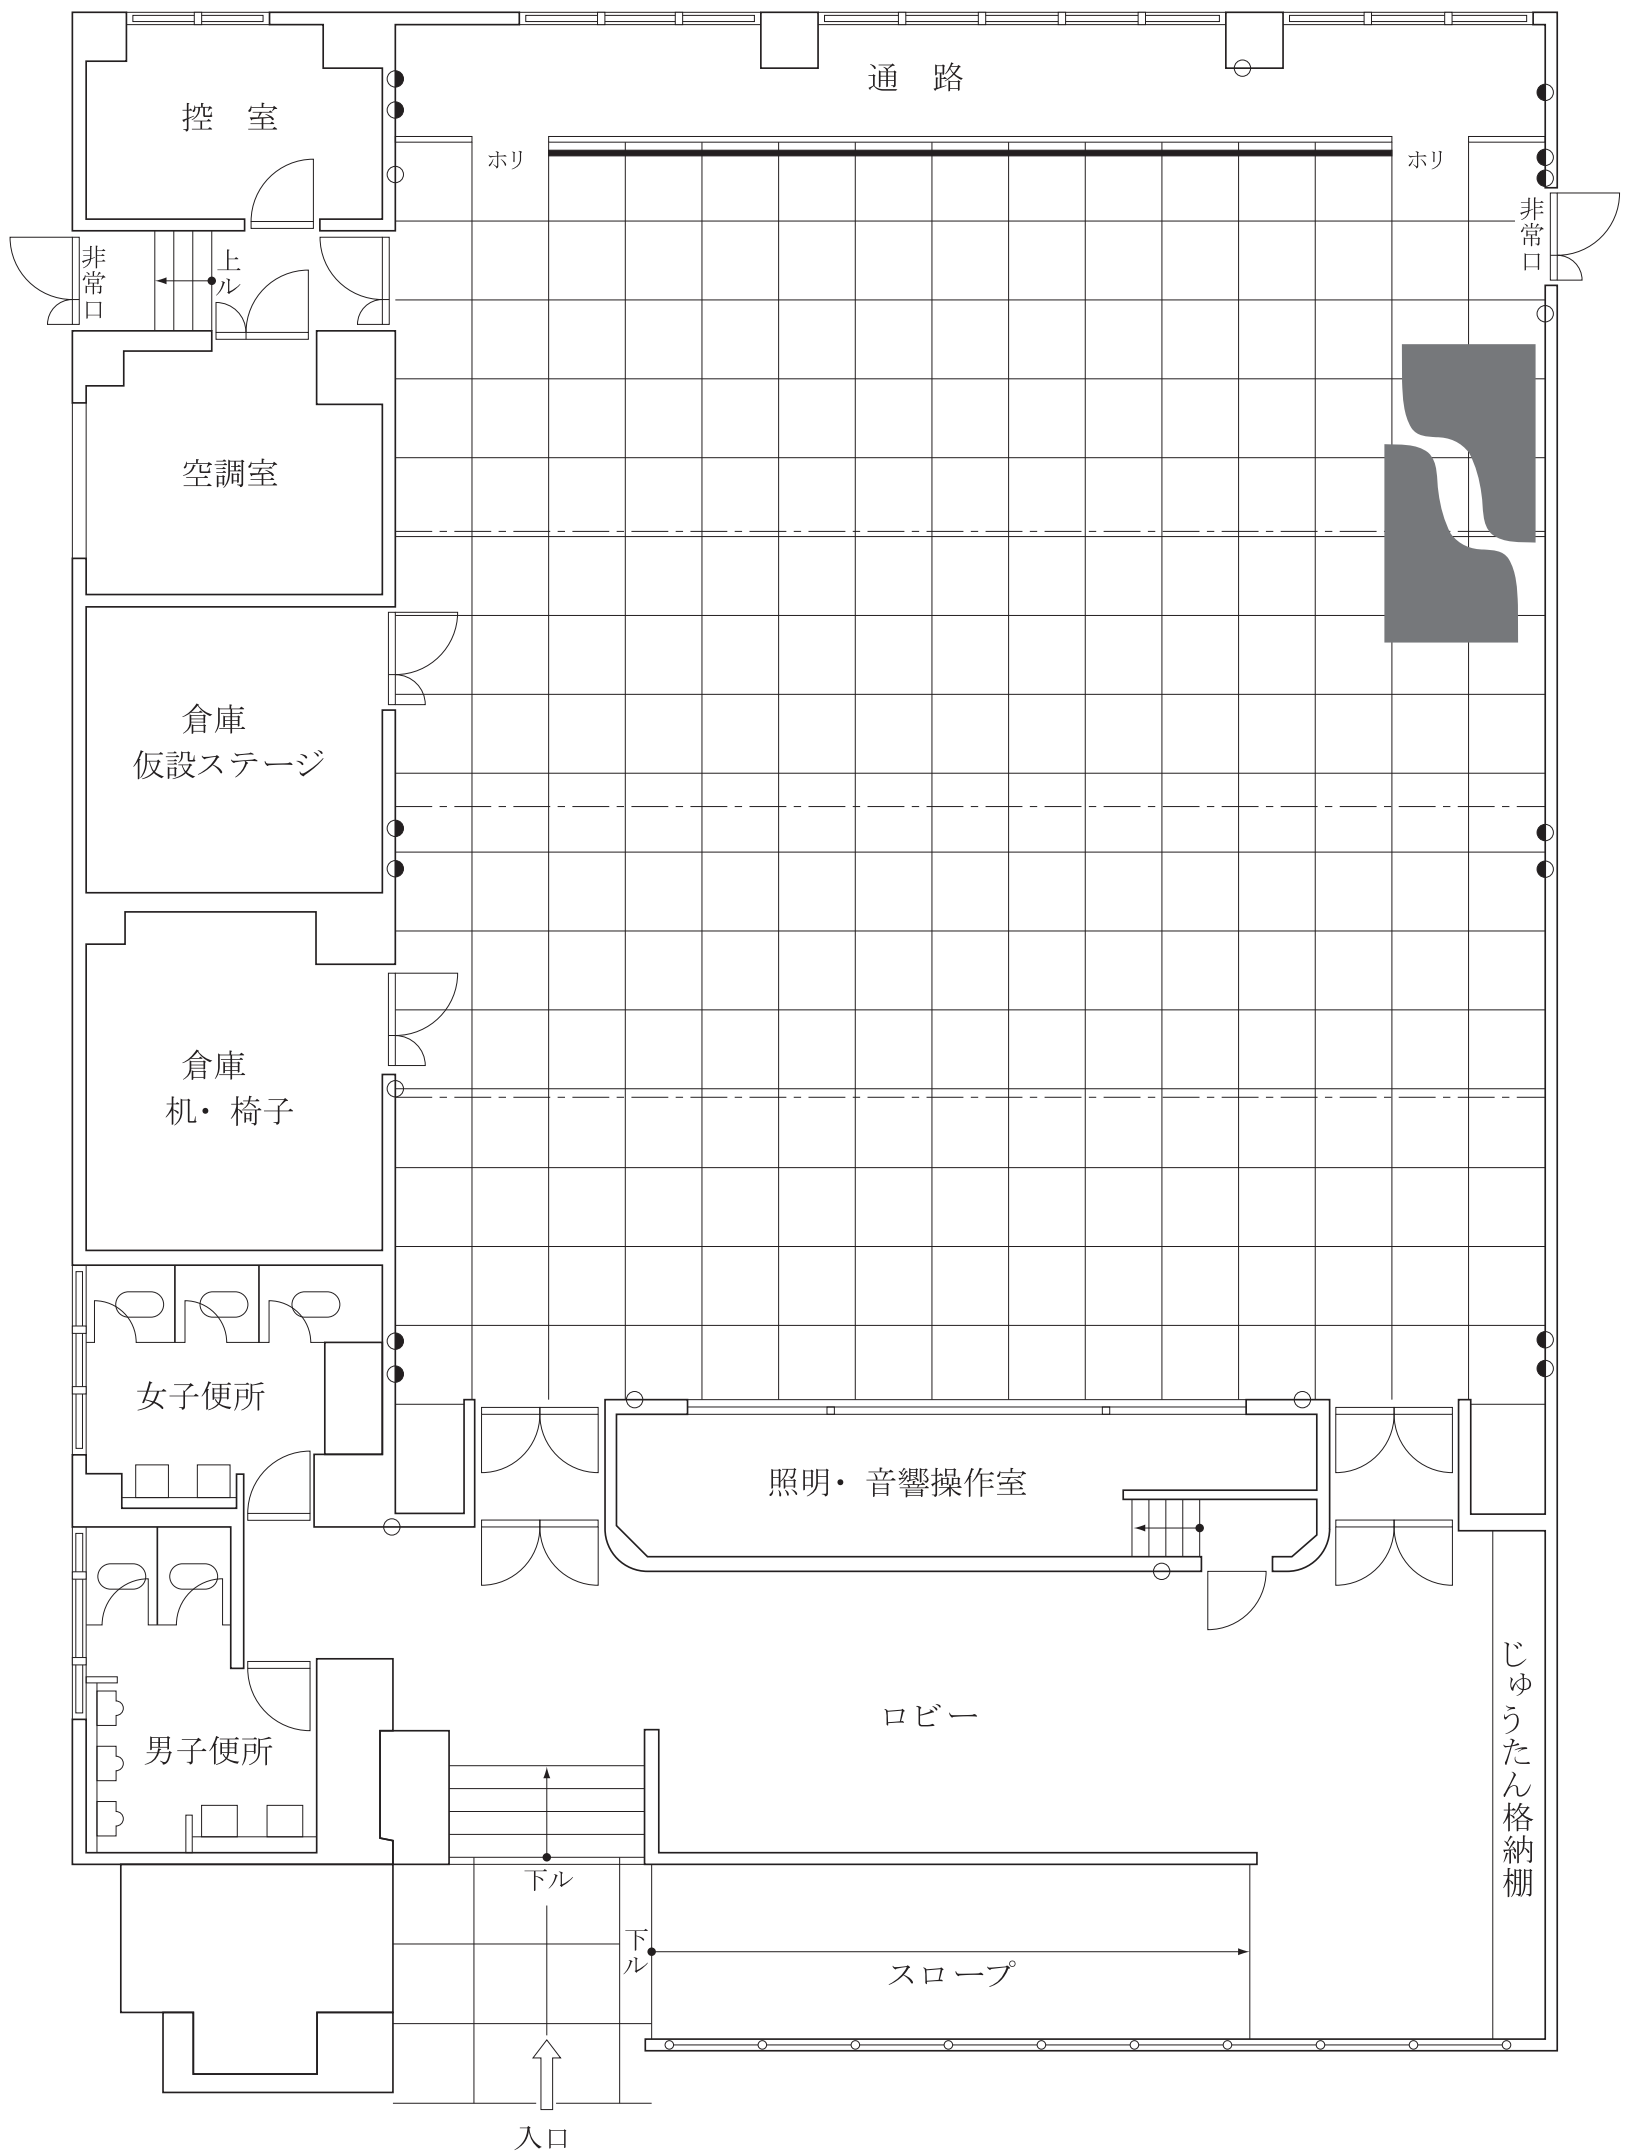 通 路
控 室
ホリ
ホリ
非常口
非常口
上ル
空調室
倉庫
仮設ステージ
倉庫
机・椅子
女子便所
照明・音響操作室
男子便所
ロビー
じゅうたん格納棚
下ル
下ル
スロープ
入口